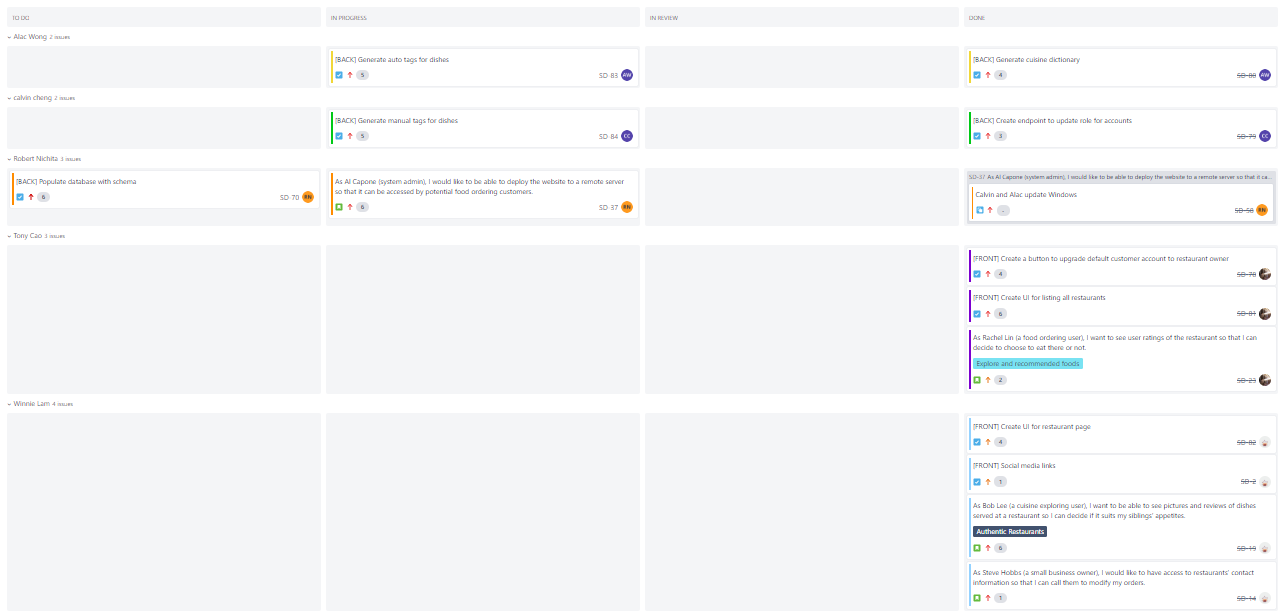 TO DO
IN PROGRESS
IN REVIEW
DONE
Alac Wong 2 issues
[BACK] Generate auto tags for dishes
5
SD-83 AW
[BACK] Generate cuisine dictionary
4
SD-80 AW
calvin cheng 2 issues
[BACK] Generate manual tags for dishes
5
SD-84 CC
[BACK] Create endpoint to update role for accounts
3
SD-79 CC
Robert Nichita 3 issues
[BACK] Populate database with schema
6
SD-70 RN
As Al Capone (system admin), I would like to be able to deploy the website to a remote server
so that it can be accessed by potential food ordering customers.
6
SD-37 RN
SD-37 As Al Capone (system admin), I would like to be able to deploy the website to a remote server so that it ca...
Calvin and Alac update Windows
-
SD-58 RN
Tony Cao 3 issues
[FRONT] Create a button to upgrade default customer account to restaurant owner
4
SD-78
[FRONT] Create UI for listing all restaurants
6
SD-81
As Rachel Lin (a food ordering user), I want to see user ratings of the restaurant so that I can
decide to choose to eat there or not.
Explore and recommended foods
2
SD-23
Winnie Lam 4 issues
[FRONT] Create UI for restaurant page
4
SD-82
[FRONT] Social media links
1
SD-2
As Bob Lee (a cuisine exploring user), I want to be able to see pictures and reviews of dishes
served at a restaurant so I can decide if it suits my siblings' appetites.
Authentic Restaurants
6
SD-19
As Steve Hobbs (a small business owner), I would like to have access to restaurants' contact
information so that I can call them to modify my orders.
1
SD-14